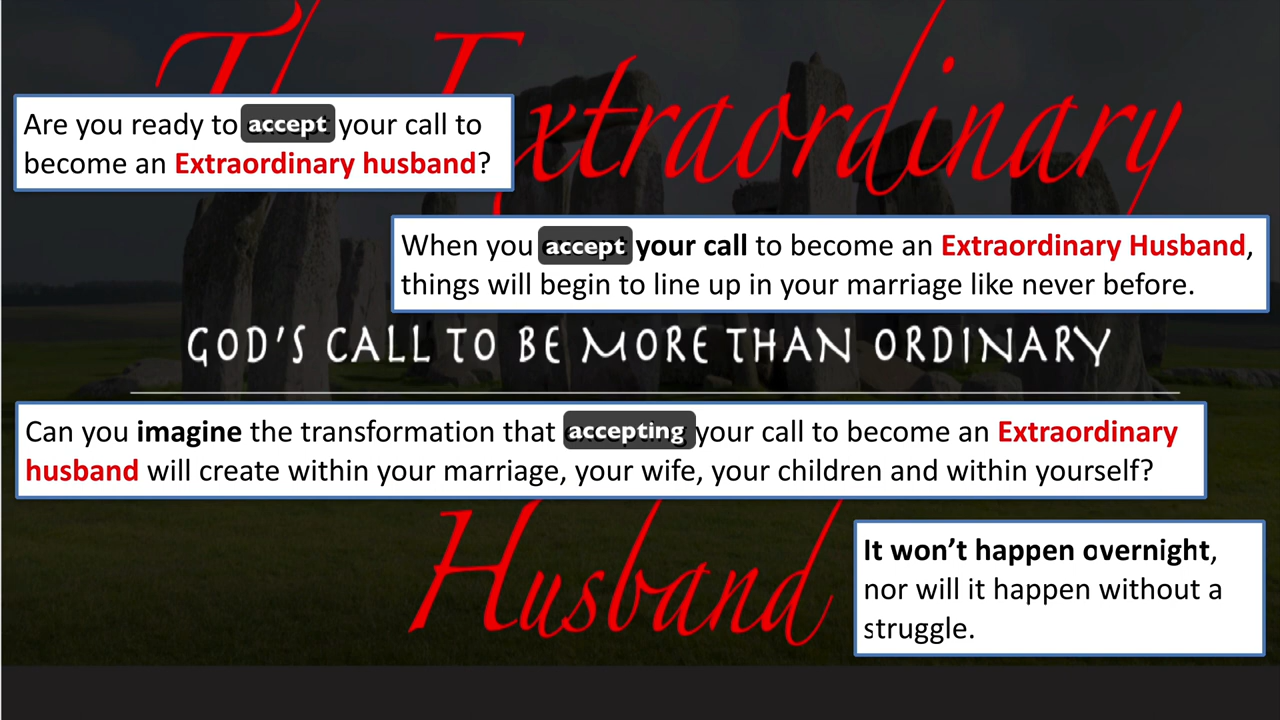 The Extraordinary
Are you ready to accept your call to
become an Extraordinary husband?
When you accept your call to become an Extraordinary Husband,
things will begin to line up in your marriage like never before.
GOD'S CALL TO BE MORE THAN ORDINARY
Can you imagine the transformation that accepting your call to become an Extraordinary
husband will create within your marriage, your wife, your children and within yourself?
Husband
It won't happen overnight,
nor will it happen without a
struggle.